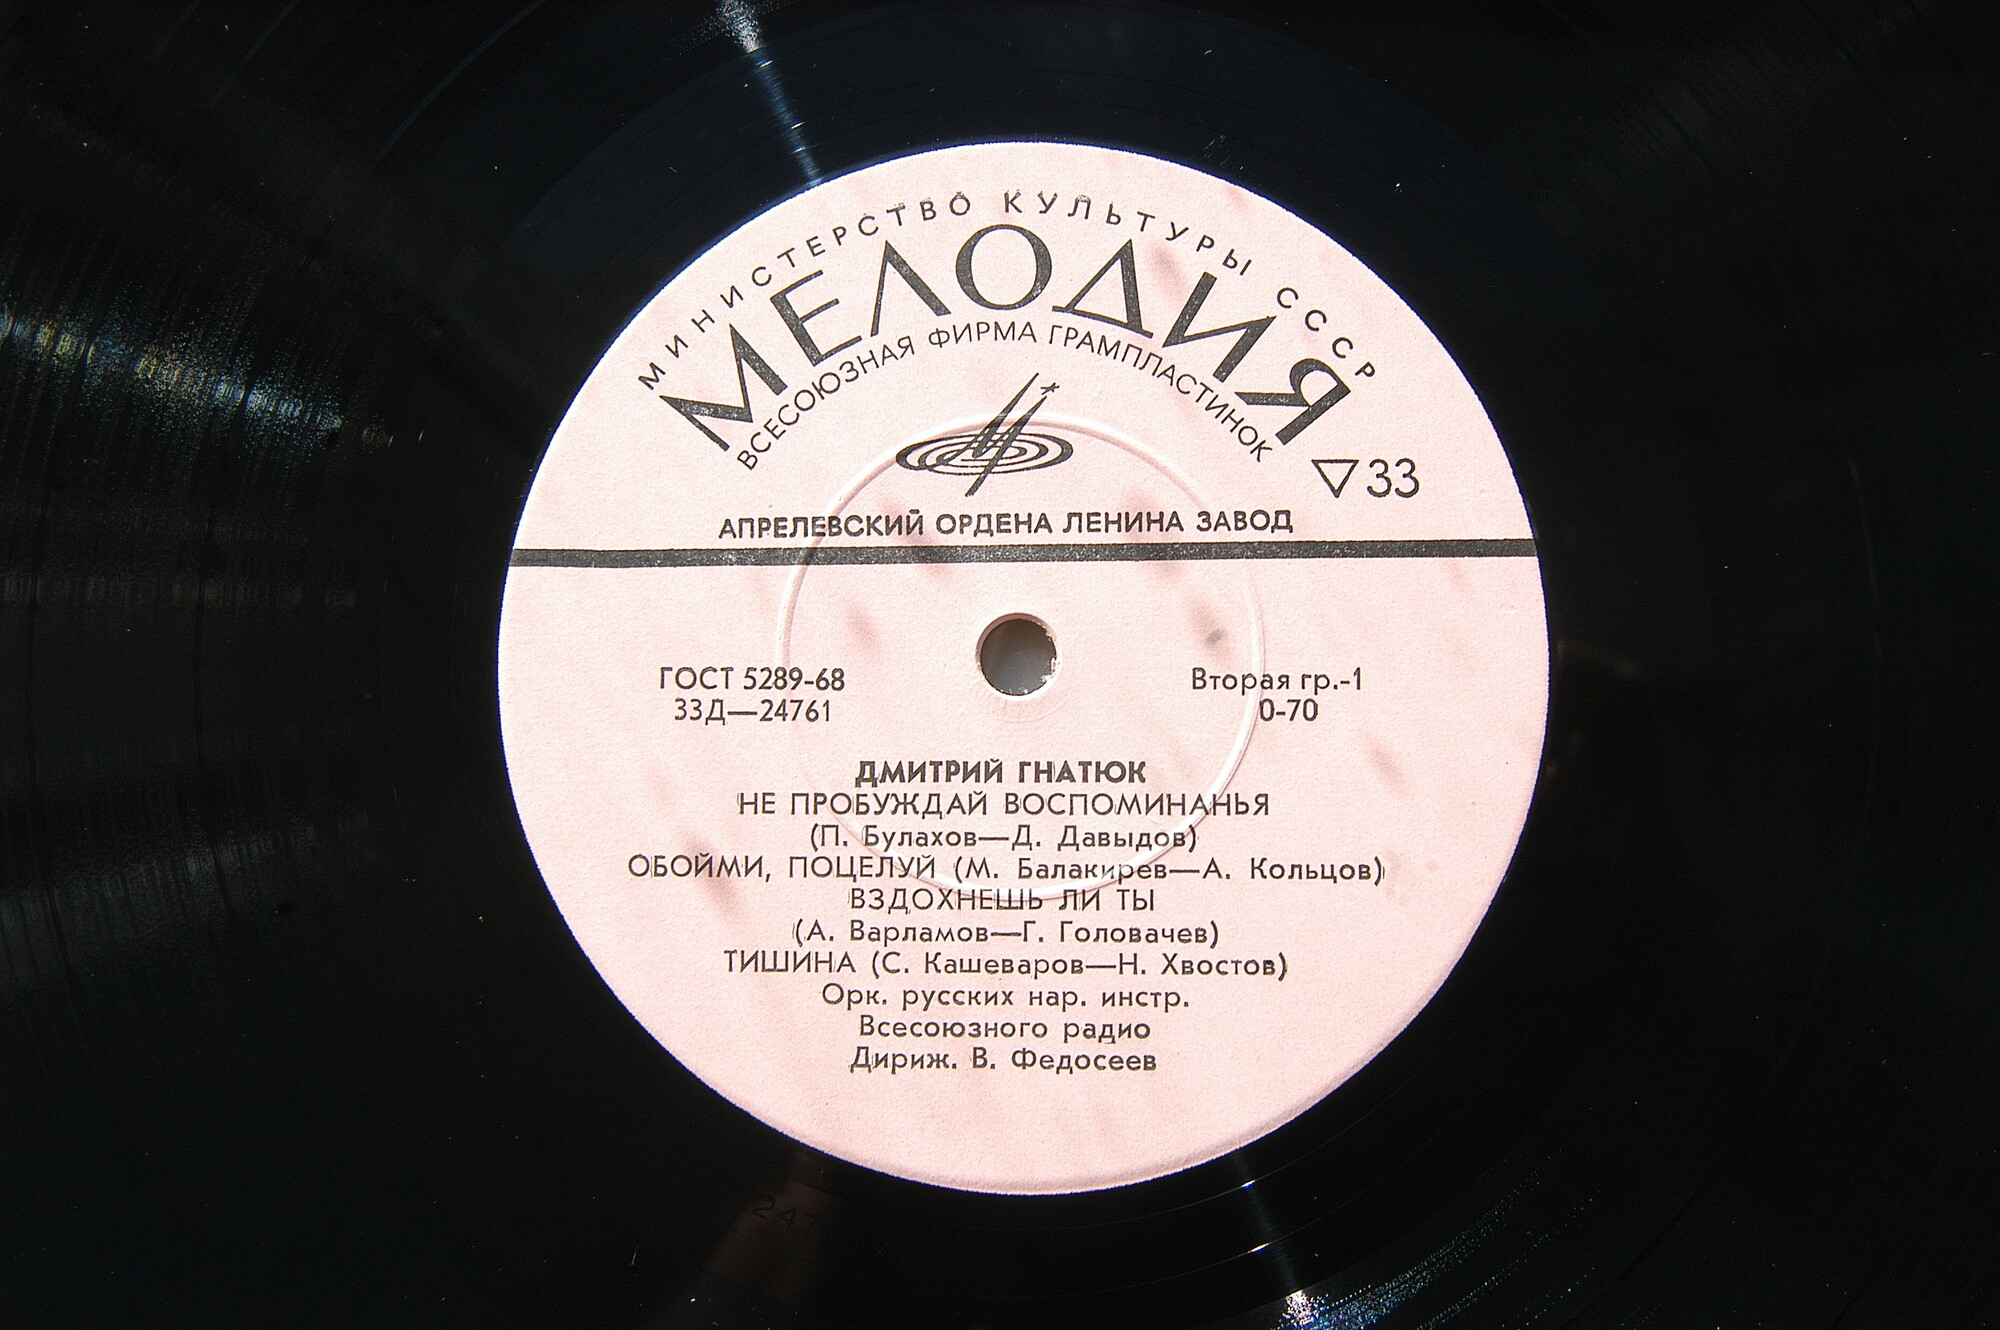 МИНИСТЕРСТВО КУЛЬТУРЫ СССР
МЕЛОДИЯ
ВСЕСОЮЗНАЯ ФИРМА ГРАМПЛАСТИНОК
▽33
АПРЕЛЕВСКИЙ ОРДЕНА ЛЕНИНА ЗАВОД
ГОСТ 5289-68
33Д—24761
Вторая гр.-1
0-70
ДМИТРИЙ ГНАТЮК
НЕ ПРОБУЖДАЙ ВОСПОМИНАНЬЯ
(П. Булахов—Д. Давыдов)
ОБОЙМИ, ПОЦЕЛУЙ (М. Балакирев—А. Кольцов)
ВЗДОХНЕШЬ ЛИ ТЫ
(А. Варламов—Г. Головачев)
ТИШИНА (С. Кашеваров—Н. Хвостов)
Орк. русских нар. инстр.
Всесоюзного радио
Дириж. В. Федосеев